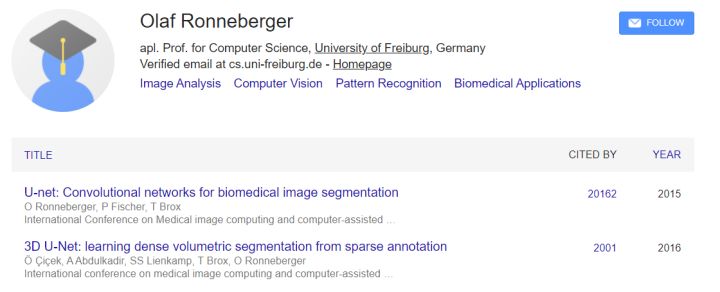 Olaf Ronneberger
FOLLOW
apl. Prof. for Computer Science, University of Freiburg, Germany
Verified email at cs.uni-freiburg.de - Homepage
Image Analysis Computer Vision Pattern Recognition Biomedical Applications
TITLE CITED BY YEAR
U-net: Convolutional networks for biomedical image segmentation 20162 2015
O Ronneberger, P Fischer, T Brox
International Conference on Medical image computing and computer-assisted ...
3D U-Net: learning dense volumetric segmentation from sparse annotation 2001 2016
Ö Çiçek, A Abdulkadir, SS Lienkamp, T Brox, O Ronneberger
International conference on medical image computing and computer-assisted ...